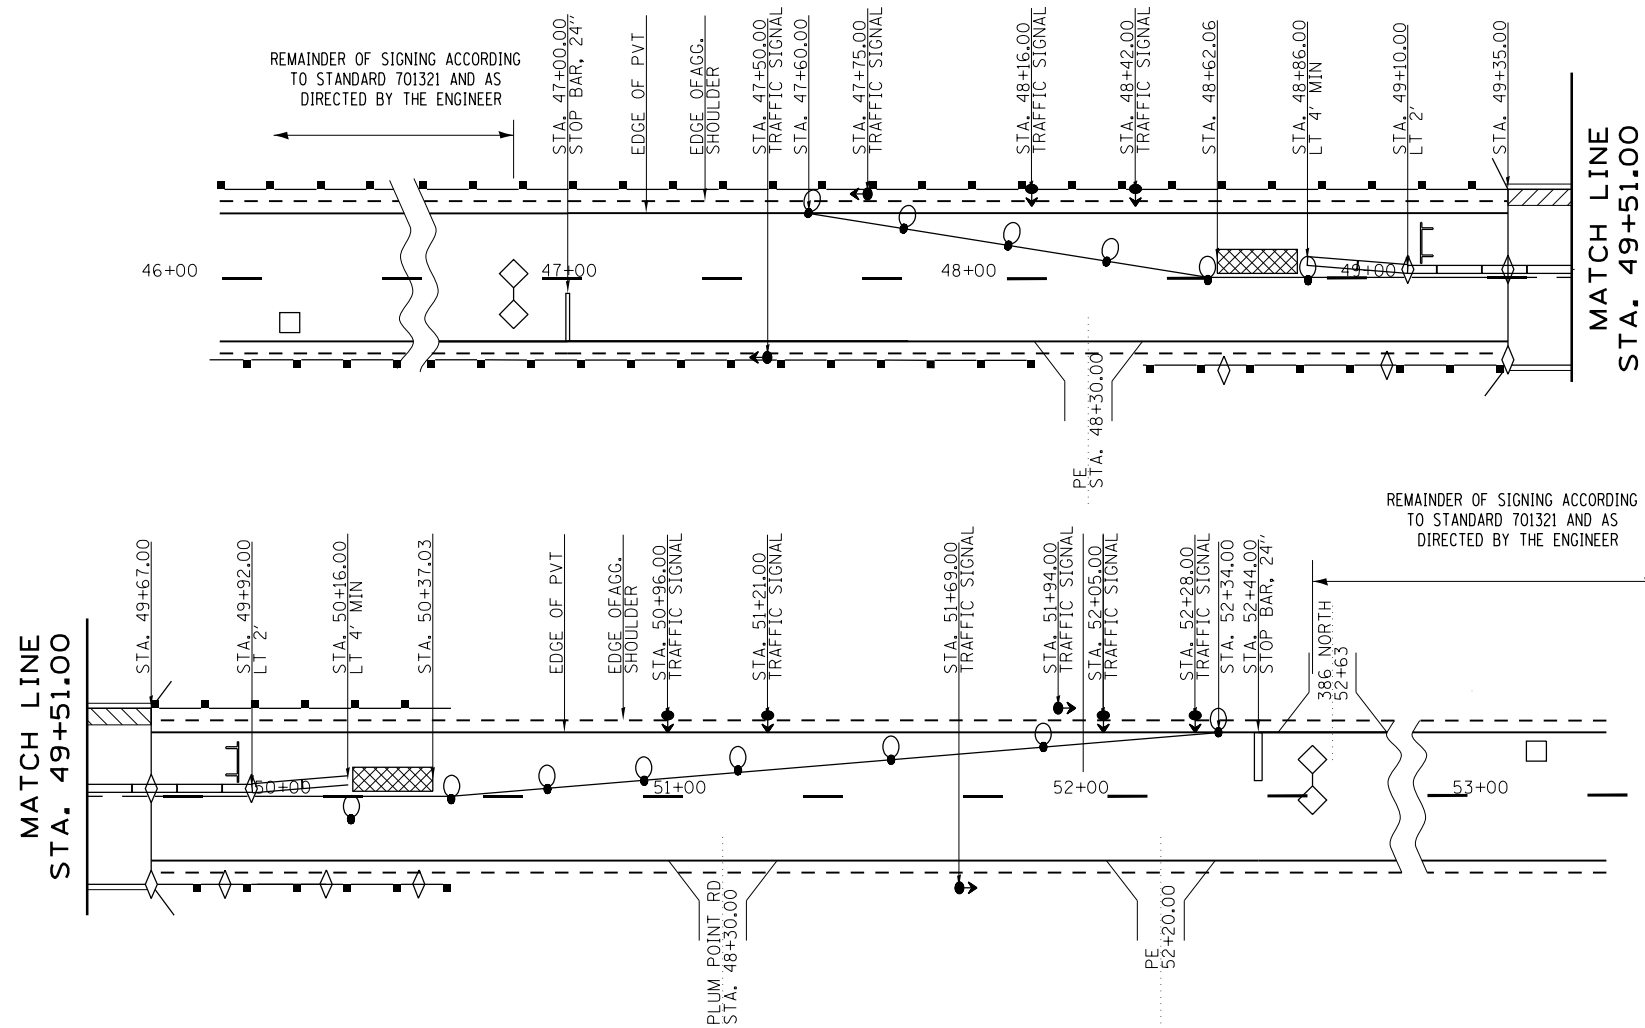 REMAINDER OF SIGNING ACCORDING
TO STANDARD 701321 AND AS
DIRECTED BY THE ENGINEER
STA. 47+00.00
STOP BAR, 24"
EDGE OF PVT
EDGE OF AGG.
SHOULDER
STA. 47+50.00
TRAFFIC SIGNAL
STA. 47+60.00
STA. 47+75.00
TRAFFIC SIGNAL
STA. 48+16.00
TRAFFIC SIGNAL
STA. 48+42.00
TRAFFIC SIGNAL
STA. 48+62.06
STA. 48+86.00
LT 4' MIN
STA. 49+10.00
LT 2'
STA. 49+35.00
MATCH LINE
STA. 49+51.00
46+00
47+00
48+00
49+00
PE
STA. 48+30.00
REMAINDER OF SIGNING ACCORDING
TO STANDARD 701321 AND AS
DIRECTED BY THE ENGINEER
MATCH LINE
STA. 49+51.00
STA. 49+67.00
STA. 49+92.00
LT 2'
STA. 50+16.00
LT 4' MIN
STA. 50+37.03
EDGE OF PVT
EDGE OF AGG.
SHOULDER
STA. 50+96.00
TRAFFIC SIGNAL
STA. 51+21.00
TRAFFIC SIGNAL
STA. 51+69.00
TRAFFIC SIGNAL
STA. 51+94.00
TRAFFIC SIGNAL
STA. 52+05.00
TRAFFIC SIGNAL
STA. 52+28.00
TRAFFIC SIGNAL
STA. 52+34.00
STA. 52+44.00
STOP BAR, 24"
386 NORTH
52+63
50+00
51+00
52+00
53+00
PLUM POINT RD
STA. 48+30.00
PE
52+20.00